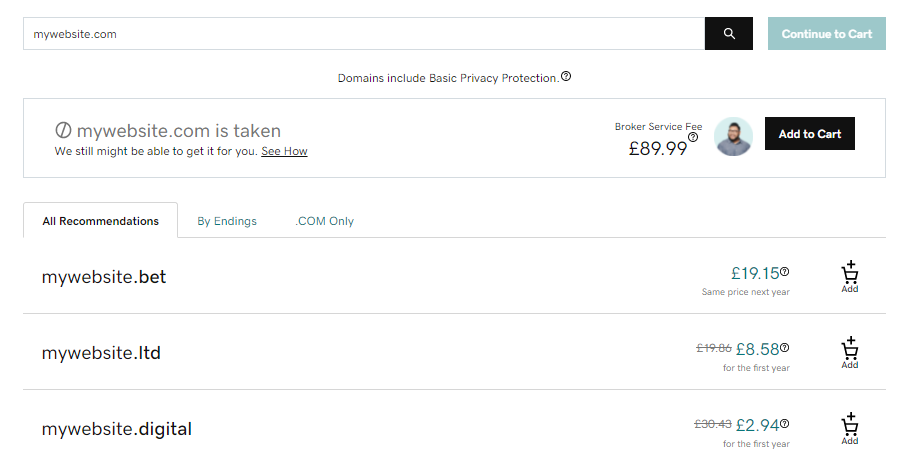 mywebsite.com
Continue to Cart
Domains include Basic Privacy Protection.
mywebsite.com is taken
We still might be able to get it for you. See How
Broker Service Fee
£89.99
Add to Cart
All Recommendations
By Endings
.COM Only
mywebsite.bet
£19.15
Same price next year
Add
mywebsite.ltd
£19.86 £8.58
for the first year
Add
mywebsite.digital
£30.43 £2.94
for the first year
Add